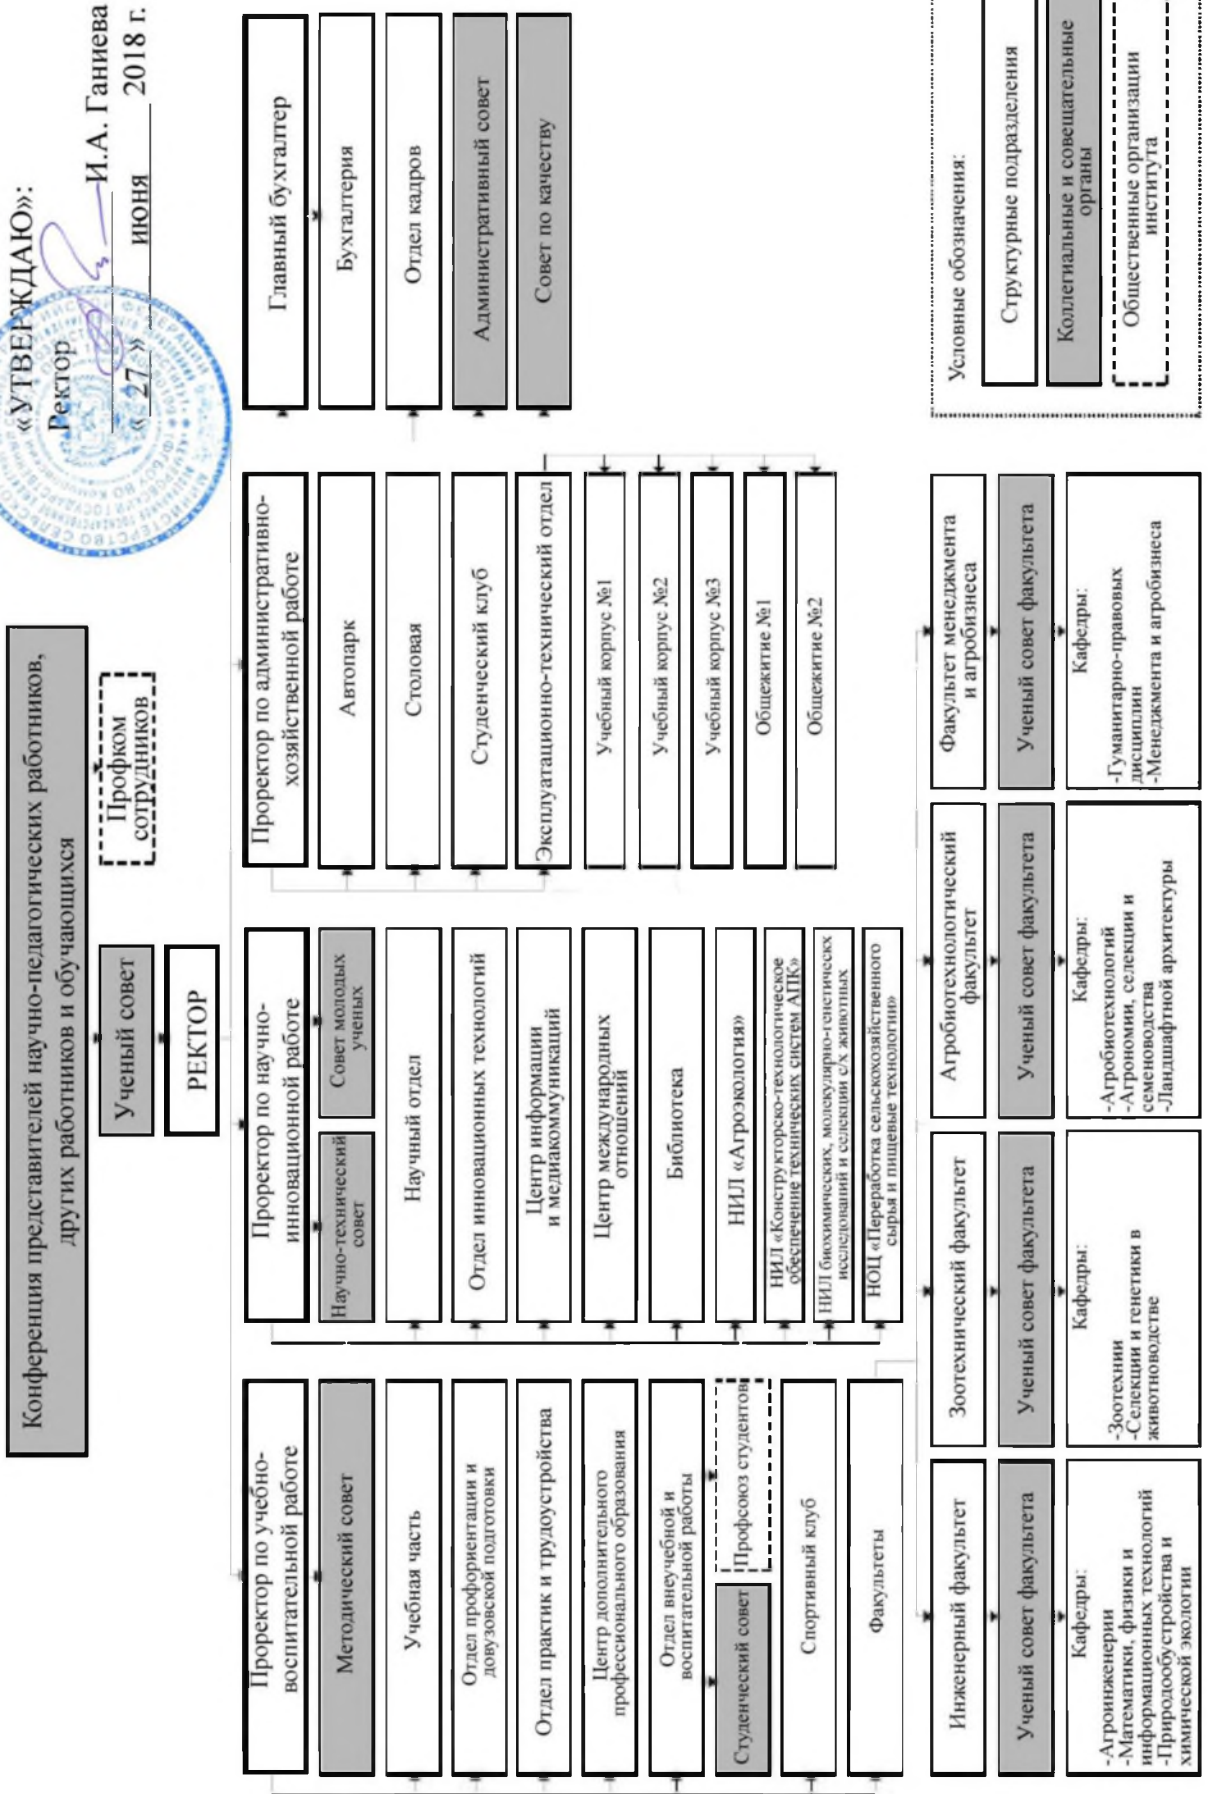 «УТВЕРЖДАЮ»:
Ректор
И.А. Ганиева
« 27 » июня 2018 г.
Конференция представителей научно-педагогических работников,
других работников и обучающихся
Ученый совет
Профком
сотрудников
РЕКТОР
Проректор по учебно-
воспитательной работе
Методический совет
Учебная часть
Отдел профориентации и
довузовской подготовки
Отдел практик и трудоустройства
Центр дополнительного
профессионального образования
Отдел внеучебной и
воспитательной работы
Студенческий совет
Профсоюз студентов
Спортивный клуб
Факультеты
Проректор по научно-
инновационной работе
Научно-технический
совет
Совет молодых
ученых
Научный отдел
Отдел инновационных технологий
Центр информации
и медиакоммуникаций
Центр международных
отношений
Библиотека
НИЛ «Агроэкология»
НИЛ «Конструкторско-технологическое
обеспечение технических систем АПК»
НИЛ биохимических, молекулярно-генетическх
исследований и селекции с/х животных
НОЦ «Переработка сельскохозяйственного
сырья и пищевые технологии»
Проректор по административно-
хозяйственной работе
Автопарк
Столовая
Студенческий клуб
Эксплуатационно-технический отдел
Учебный корпус №1
Учебный корпус №2
Учебный корпус №3
Общежитие №1
Общежитие №2
Главный бухгалтер
Бухгалтерия
Отдел кадров
Административный совет
Совет по качеству
Инженерный факультет
Ученый совет факультета
Кафедры:
-Агроинженерии
-Математики, физики и
информационных технологий
-Природообустройства и
химической экологии
Зоотехнический факультет
Ученый совет факультета
Кафедры:
-Зоотехнии
-Селекции и генетики в
животноводстве
Агробиотехнологический
факультет
Ученый совет факультета
Кафедры:
-Агробиотехнологий
-Агрономии, селекции и
семеноводства
-Ландшафтной архитектуры
Факультет менеджмента
и агробизнеса
Ученый совет факультета
Кафедры:
-Гуманитарно-правовых
дисциплин
-Менеджмента и агробизнеса
Условные обозначения:
Структурные подразделения
Коллегиальные и совещательные
органы
Общественные организации
института